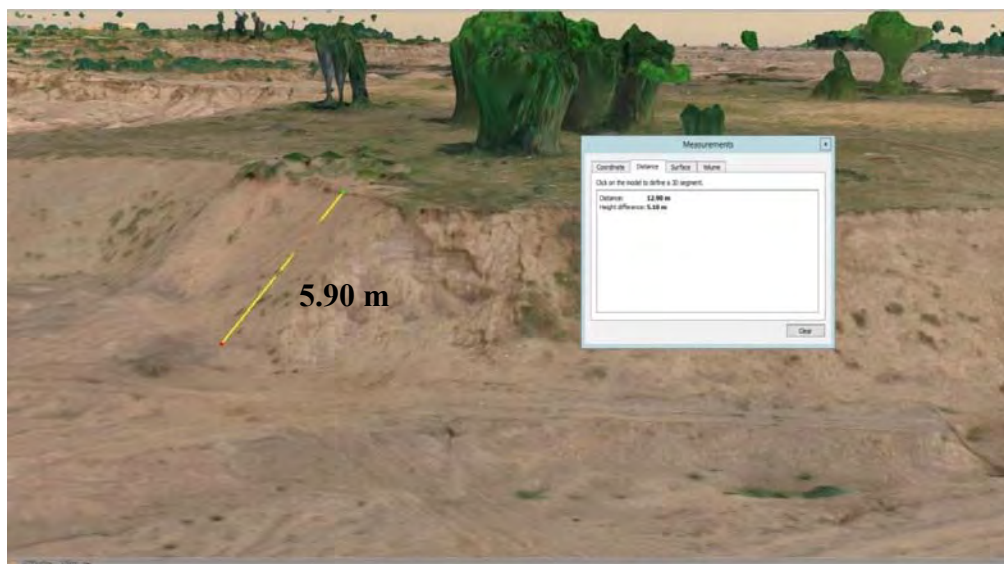 Measurements
Coordinate Distance Surface Volume
Click on the model to define a 3D segment.
Distance: 12.90 m
Height difference: 5.10 m
5.90 m
Clear